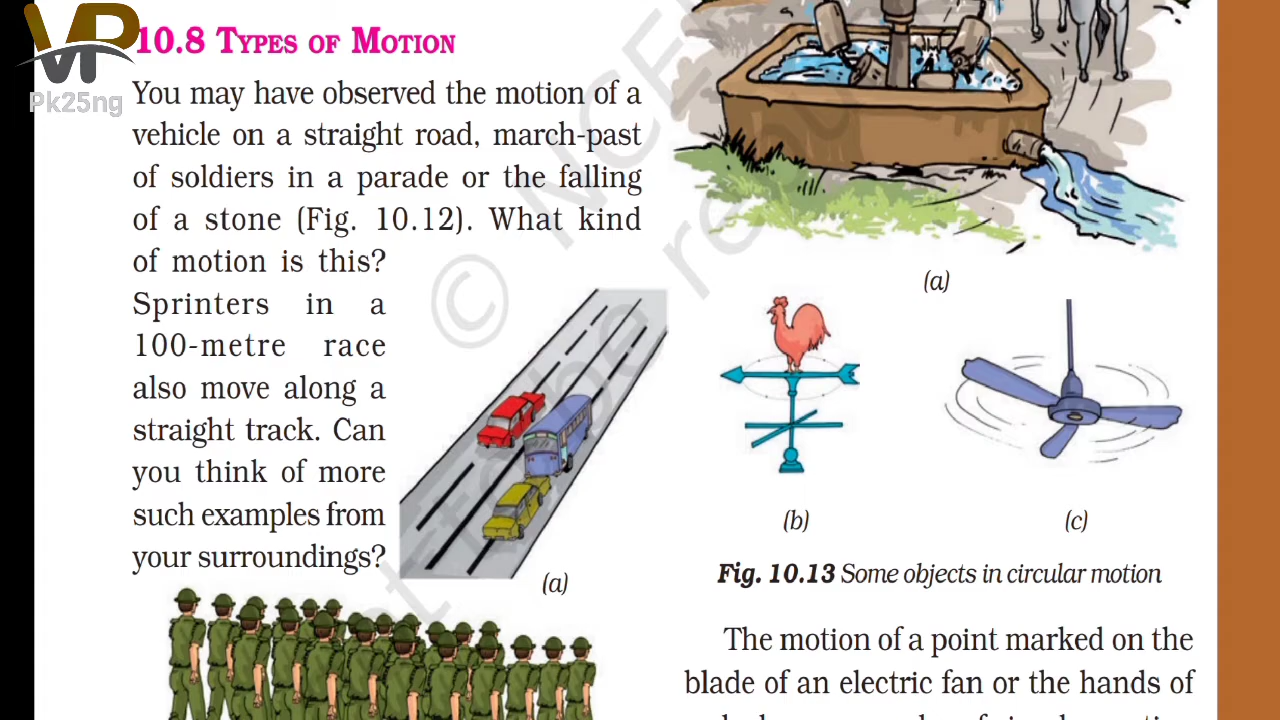 VP
Pk25ng
10.8 TYPES OF MOTION
You may have observed the motion of a
vehicle on a straight road, march-past
of soldiers in a parade or the falling
of a stone (Fig. 10.12). What kind
of motion is this?
Sprinters in a
100-metre race
also move along a
straight track. Can
you think of more
such examples from
your surroundings?
(a)
(a)
(b)
(c)
Fig. 10.13 Some objects in circular motion
The motion of a point marked on the
blade of an electric fan or the hands of